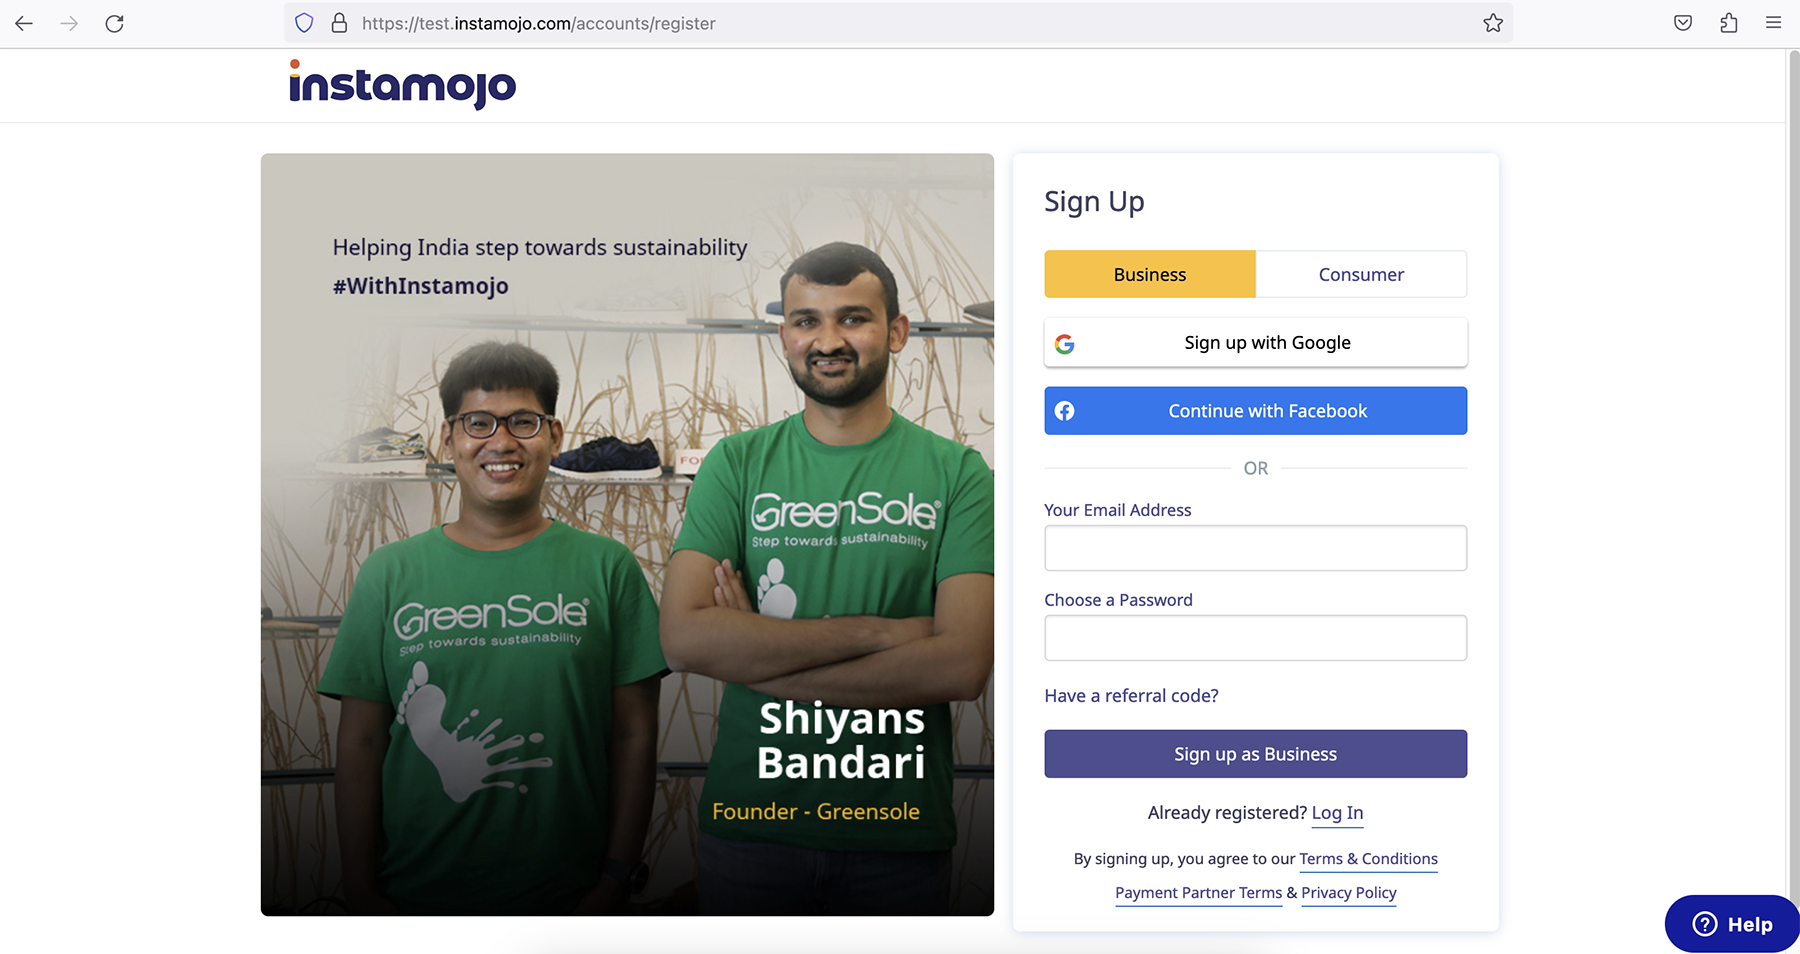 https://test.instamojo.com/accounts/register
instamojo
Helping India step towards sustainability
#WithInstamojo
FO
GreenSole®
Step towards sustainability
GreenSole®
Step towards sustainability
Shiyans
Bandari
Founder - Greensole
Sign Up
Business
Consumer
Sign up with Google
Continue with Facebook
OR
Your Email Address
Choose a Password
Have a referral code?
Sign up as Business
Already registered? Log In
By signing up, you agree to our Terms & Conditions
Payment Partner Terms & Privacy Policy
Help